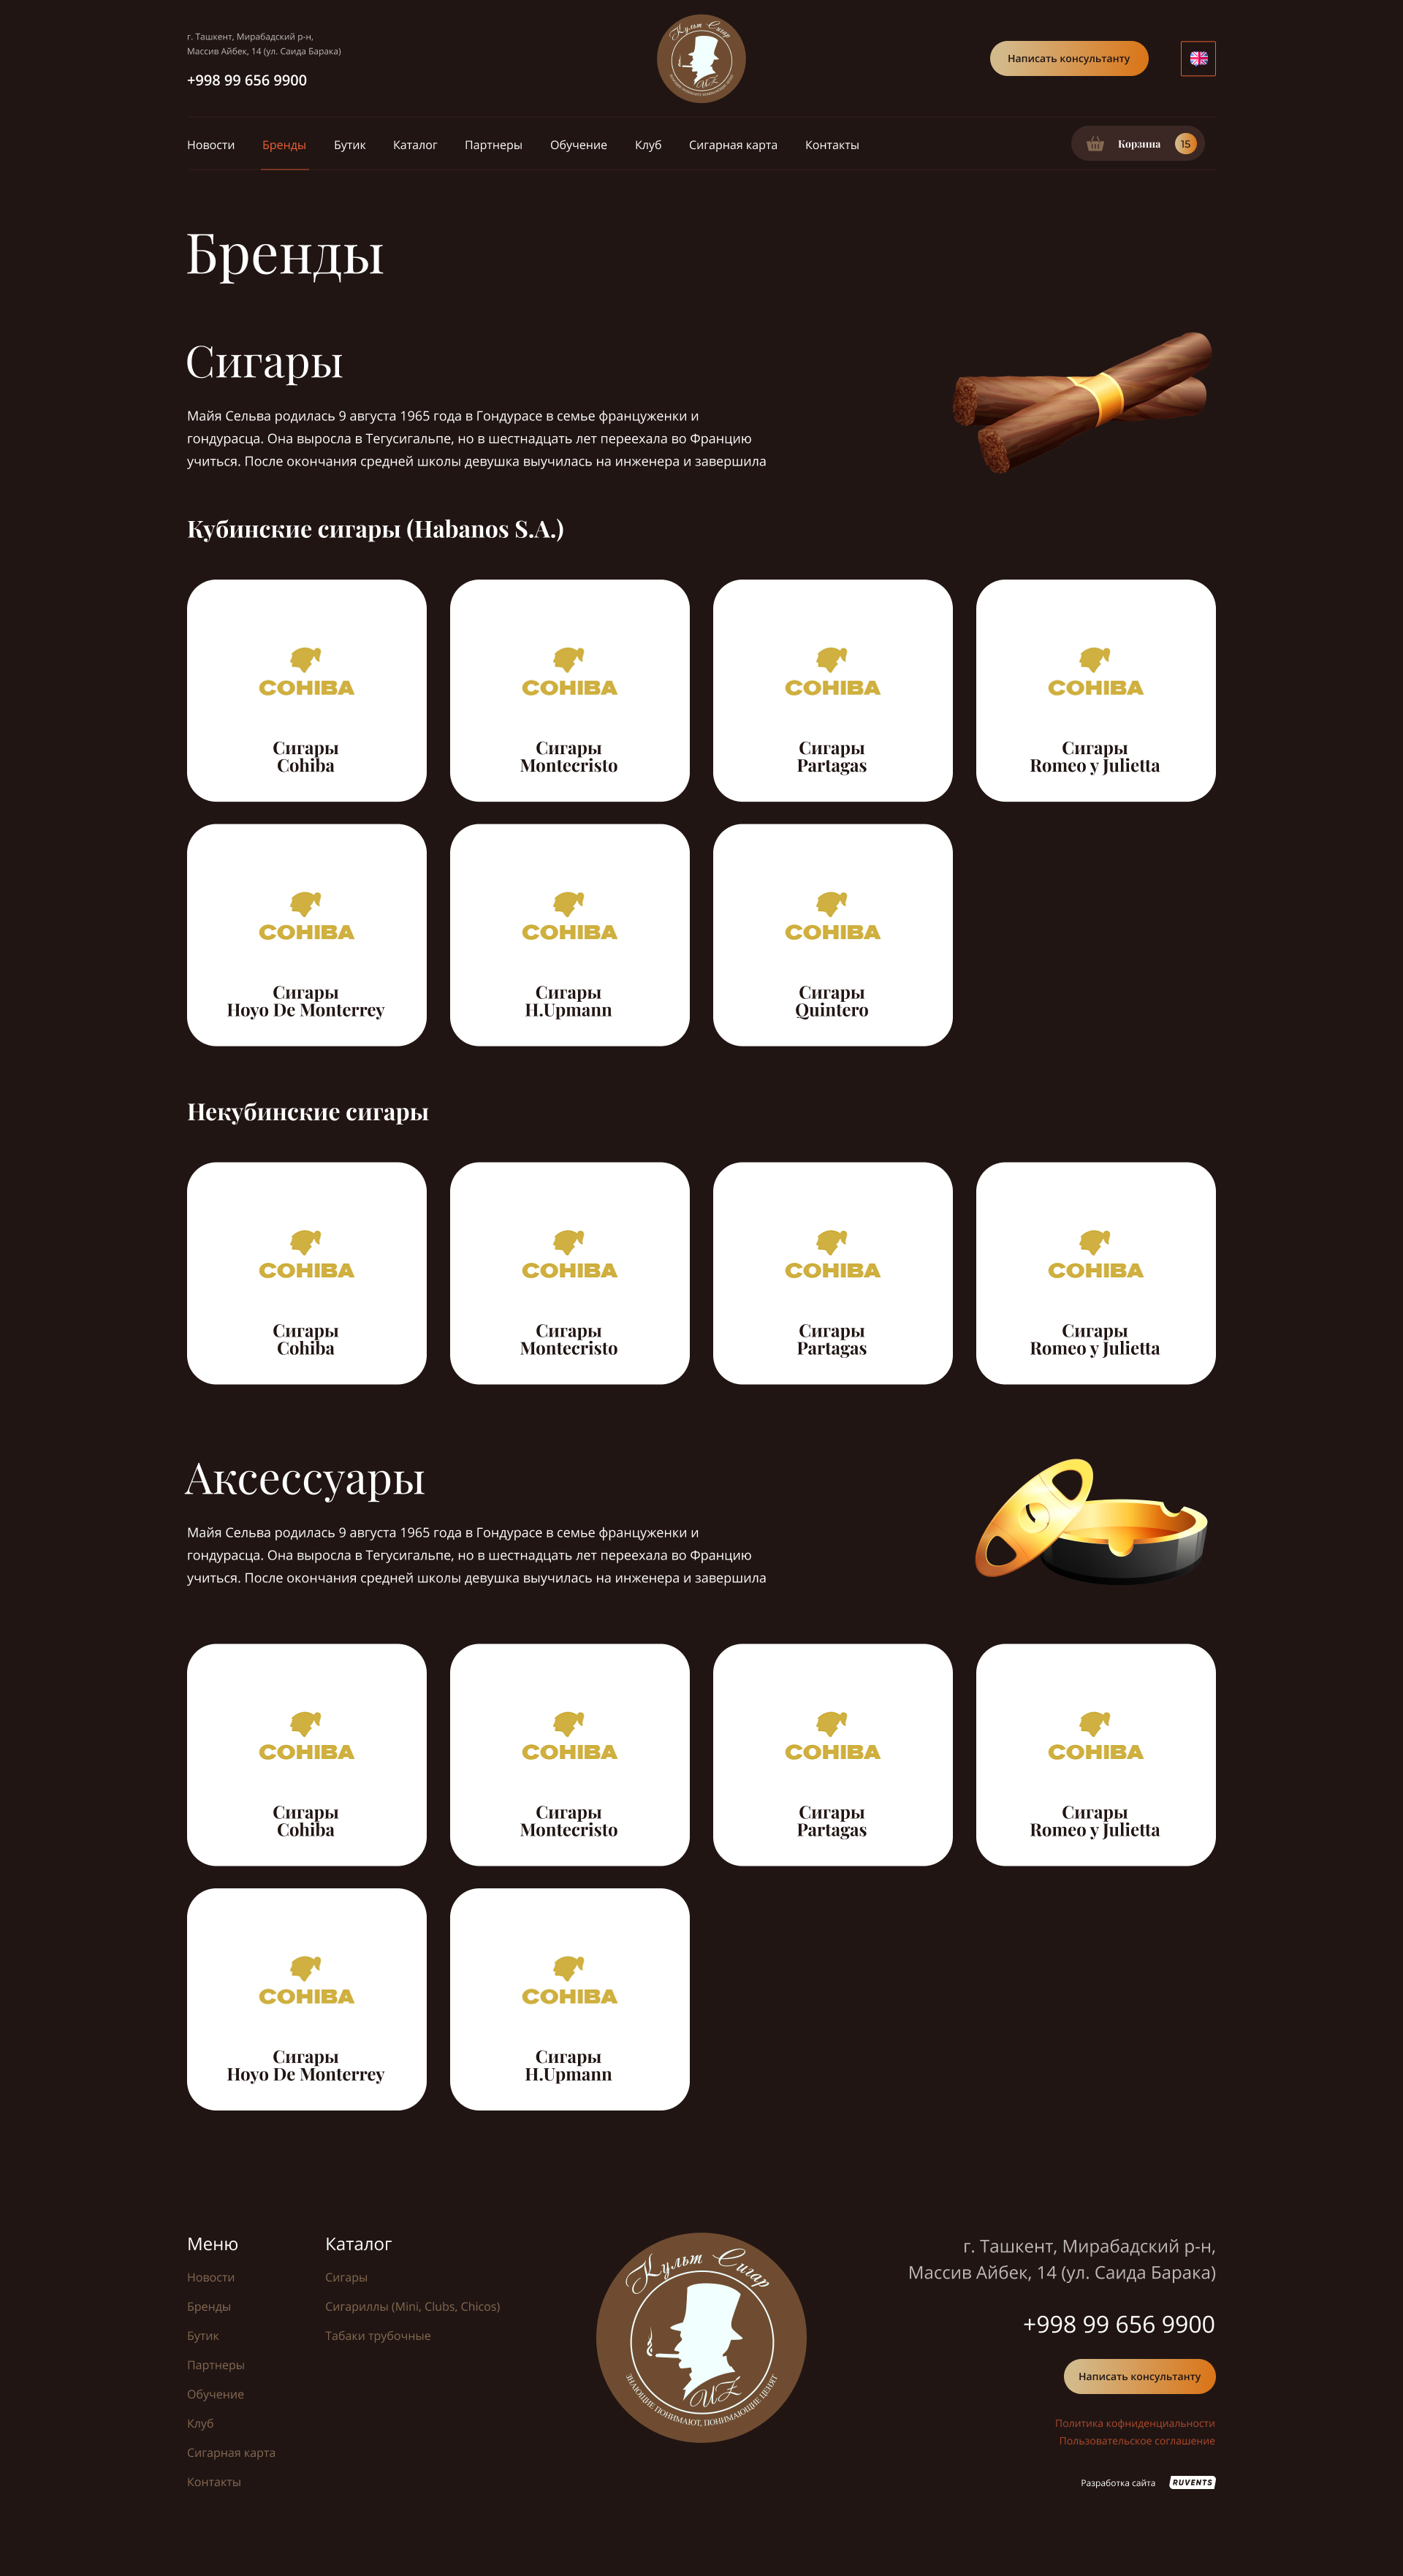 г. Ташкент, Мирабадский р-н,
Массив Айбек, 14 (ул. Саида Барака)
+998 99 656 9900
Культ Сигар
UZ
Написать консультанту
Новости
Бренды
Бутик
Каталог
Партнеры
Обучение
Клуб
Сигарная карта
Контакты
Корзина
15
Бренды
Сигары
Майя Сельва родилась 9 августа 1965 года в Гондурасе в семье француженки и
гондурасца. Она выросла в Тегусигальпе, но в шестнадцать лет переехала во Францию
учиться. После окончания средней школы девушка выучилась на инженера и завершила
Кубинские сигары (Habanos S.A.)
COHIBA
Сигары
Cohiba
COHIBA
Сигары
Montecristo
COHIBA
Сигары
Partagas
COHIBA
Сигары
Romeo y Julietta
COHIBA
Сигары
Hoyo De Monterrey
COHIBA
Сигары
H.Upmann
COHIBA
Сигары
Quintero
Некубинские сигары
COHIBA
Сигары
Cohiba
COHIBA
Сигары
Montecristo
COHIBA
Сигары
Partagas
COHIBA
Сигары
Romeo y Julietta
Аксессуары
Майя Сельва родилась 9 августа 1965 года в Гондурасе в семье француженки и
гондурасца. Она выросла в Тегусигальпе, но в шестнадцать лет переехала во Францию
учиться. После окончания средней школы девушка выучилась на инженера и завершила
COHIBA
Сигары
Cohiba
COHIBA
Сигары
Montecristo
COHIBA
Сигары
Partagas
COHIBA
Сигары
Romeo y Julietta
COHIBA
Сигары
Hoyo De Monterrey
COHIBA
Сигары
H.Upmann
Меню
Новости
Бренды
Бутик
Партнеры
Обучение
Клуб
Сигарная карта
Контакты
Каталог
Сигары
Сигариллы (Mini, Clubs, Chicos)
Табаки трубочные
Культ Сигар
UZ
ЗНАЮЩИЕ ПОНИМАЮТ, ПОНИМАЮЩИЕ ЦЕНЯТ
г. Ташкент, Мирабадский р-н,
Массив Айбек, 14 (ул. Саида Барака)
+998 99 656 9900
Написать консультанту
Политика кофниденциальности
Пользовательское соглашение
Разработка сайта
RUVENTS